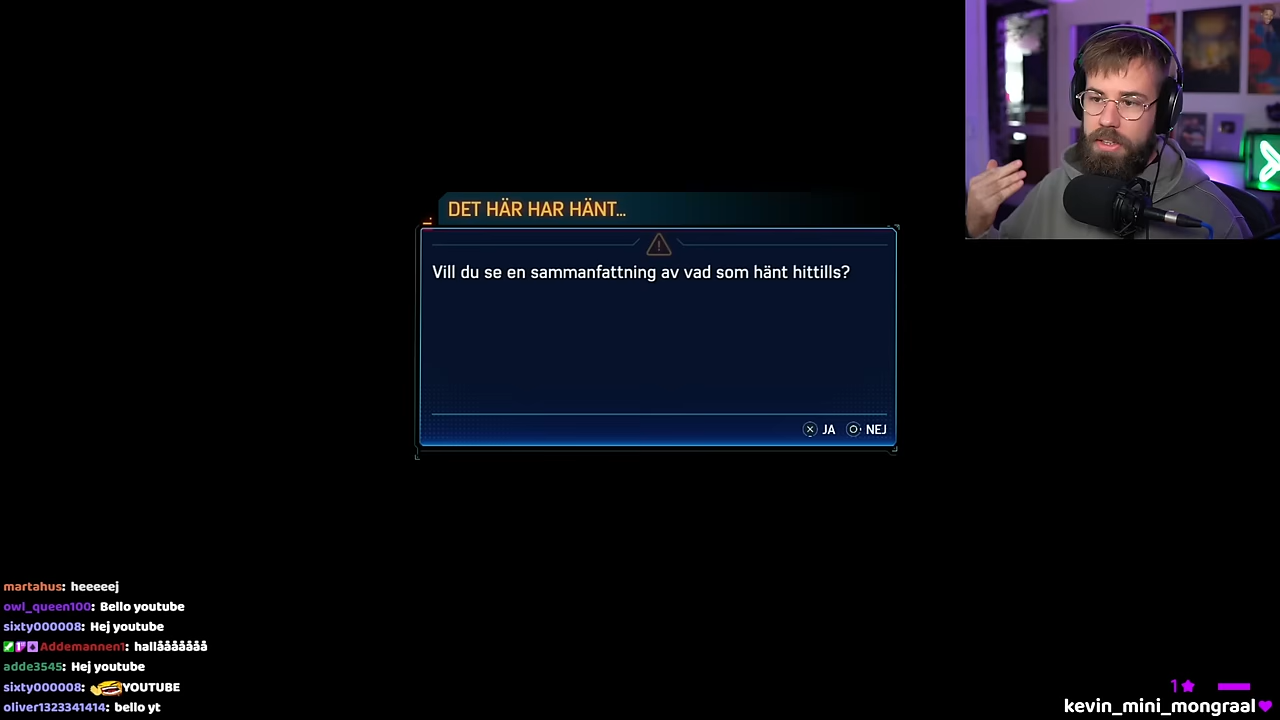 DET HÄR HAR HÄNT...
Vill du se en sammanfattning av vad som hänt hittills?
JA NEJ
martahus: heeeeej
owl_queen100: Bello youtube
sixty000008: Hej youtube
Addemannen1: hallååååååå
adde3545: Hej youtube
sixty000008: YOUTUBE
oliver1323341414: bello yt
1
kevin_mini_mongraal